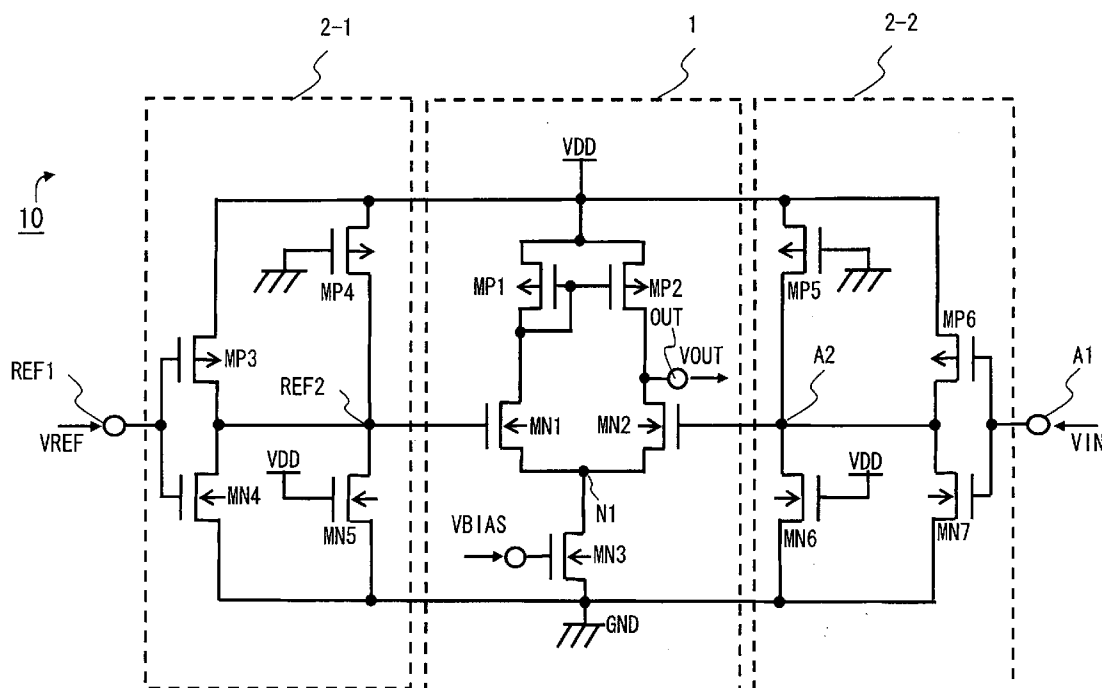 2-1
1
2-2
10
VDD
MP4
MP1
MP2
MP5
MP6
OUT
VOUT
REF1
MP3
REF2
A2
A1
VREF
MN1
MN2
VIN
VDD
VDD
MN4
MN5
N1
MN6
MN7
VBIAS
MN3
GND